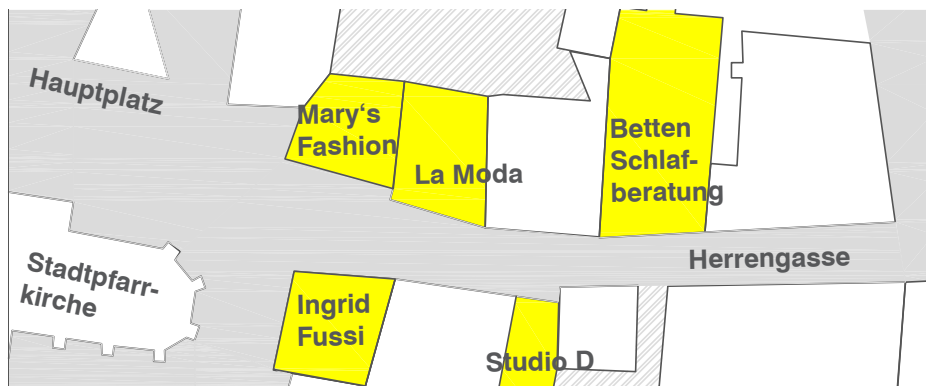 Hauptplatz
Mary‘s
Fashion
La Moda
Betten
Schlaf-
beratung
Herrengasse
Stadtpfarr-
kirche
Ingrid
Fussi
Studio D